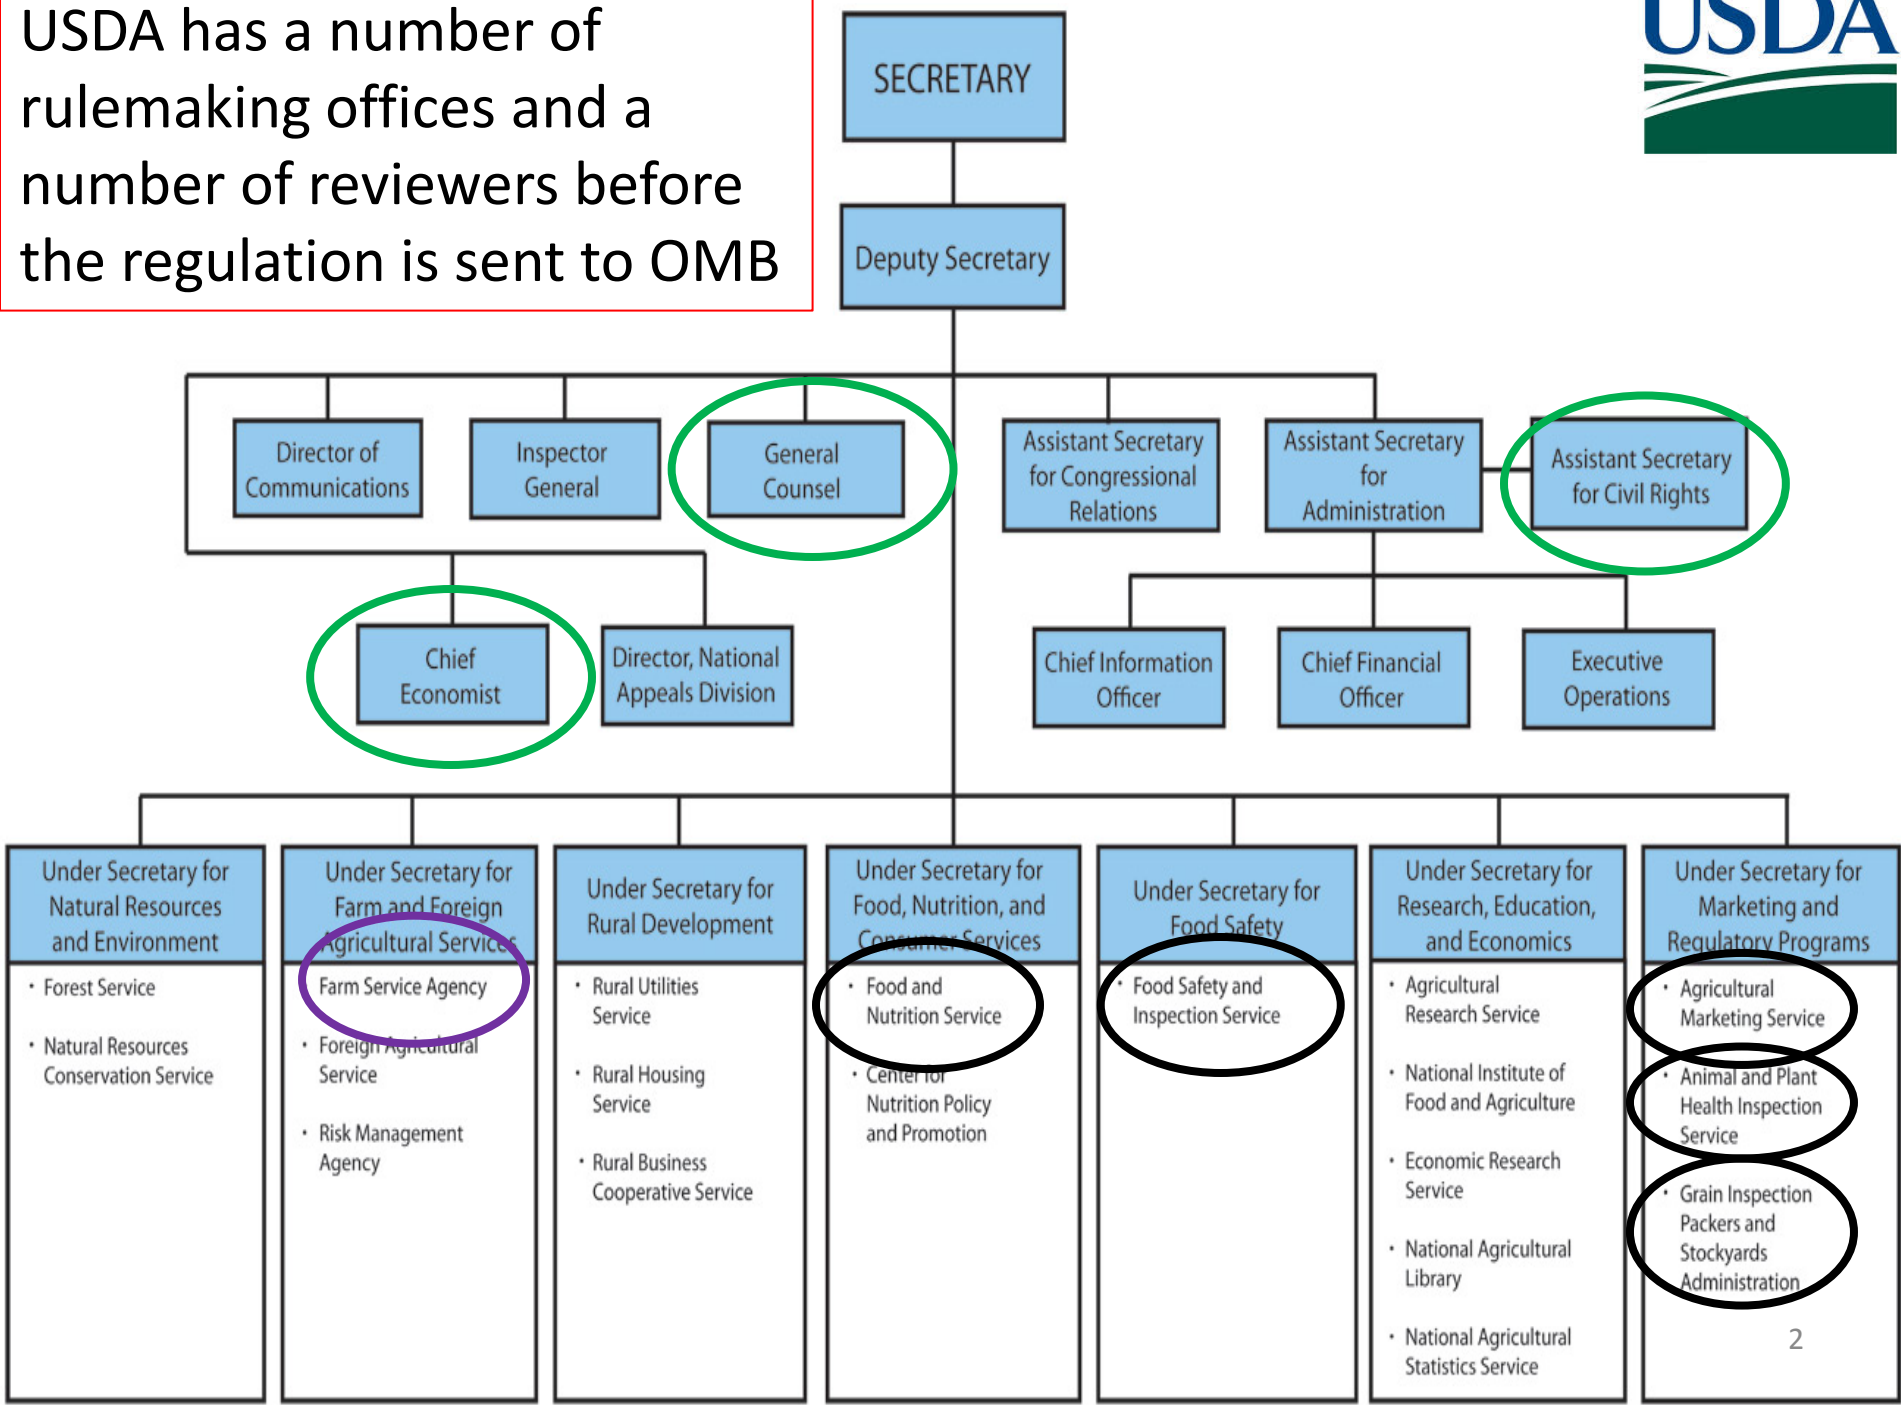 USDA has a number of
rulemaking offices and a
number of reviewers before
the regulation is sent to OMB
USDA
SECRETARY
Deputy Secretary
Director of
Communications
Inspector
General
General
Counsel
Assistant Secretary
for Congressional
Relations
Assistant Secretary
for
Administration
Assistant Secretary
for Civil Rights
Chief
Economist
Director, National
Appeals Division
Chief Information
Officer
Chief Financial
Officer
Executive
Operations
Under Secretary for
Natural Resources
and Environment
· Forest Service
· Natural Resources
Conservation Service
Under Secretary for
Farm and Foreign
Agricultural Services
Farm Service Agency
· Foreign Agricultural
Service
· Risk Management
Agency
Under Secretary for
Rural Development
· Rural Utilities
Service
· Rural Housing
Service
· Rural Business
Cooperative Service
Under Secretary for
Food, Nutrition, and
Consumer Services
· Food and
Nutrition Service
· Center for
Nutrition Policy
and Promotion
Under Secretary for
Food Safety
· Food Safety and
Inspection Service
Under Secretary for
Research, Education,
and Economics
· Agricultural
Research Service
· National Institute of
Food and Agriculture
· Economic Research
Service
· National Agricultural
Library
· National Agricultural
Statistics Service
Under Secretary for
Marketing and
Regulatory Programs
· Agricultural
Marketing Service
· Animal and Plant
Health Inspection
Service
· Grain Inspection
Packers and
Stockyards
Administration
2